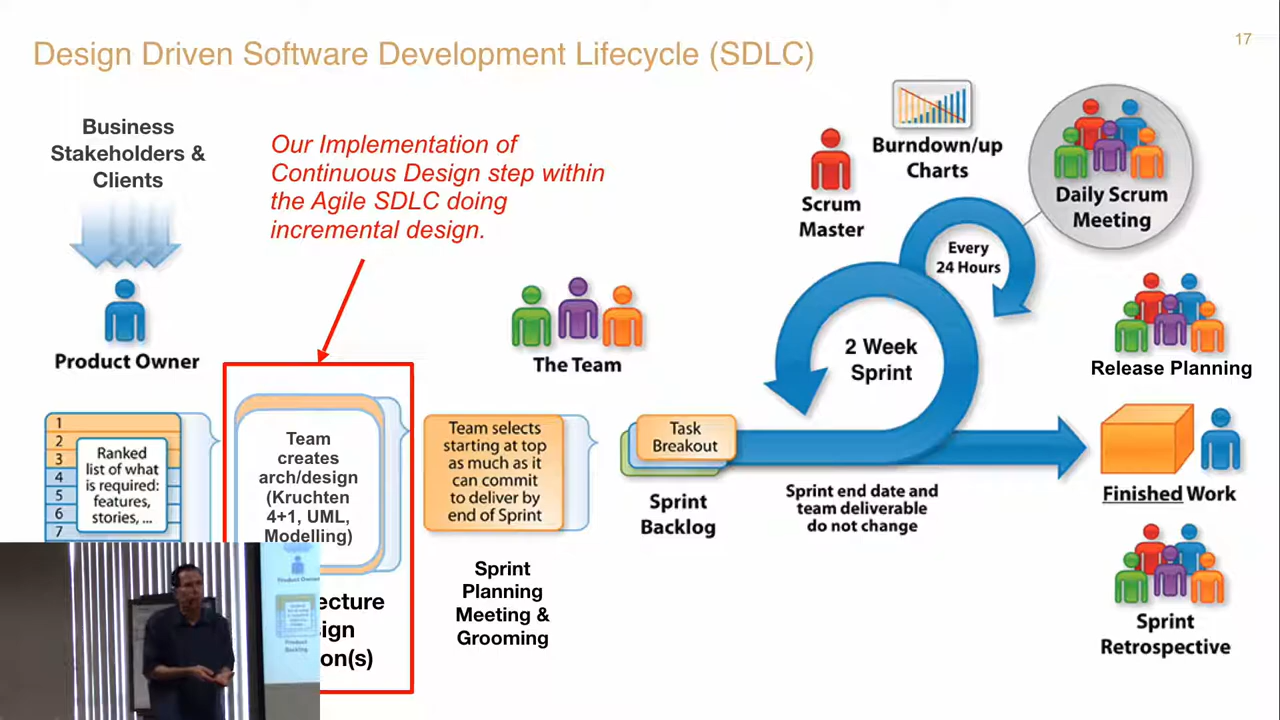 17
Design Driven Software Development Lifecycle (SDLC)
Business
Stakeholders &
Clients
Our Implementation of
Continuous Design step within
the Agile SDLC doing
incremental design.
Product Owner
The Team
Scrum
Master
Burndown/up
Charts
Daily Scrum
Meeting
Every
24 Hours
2 Week
Sprint
Release Planning
1
2
3
4
5
6
7
Ranked
list of what
is required:
features,
stories, ...
Team
creates
arch/design
(Kruchten
4+1, UML,
Modelling)
ecture
ign
on(s)
Team selects
starting at top
as much as it
can commit
to deliver by
end of Sprint
Sprint
Planning
Meeting &
Grooming
Task
Breakout
Sprint
Backlog
Sprint end date and
team deliverable
do not change
Finished Work
Sprint
Retrospective
Product Owner
Product
Backlog